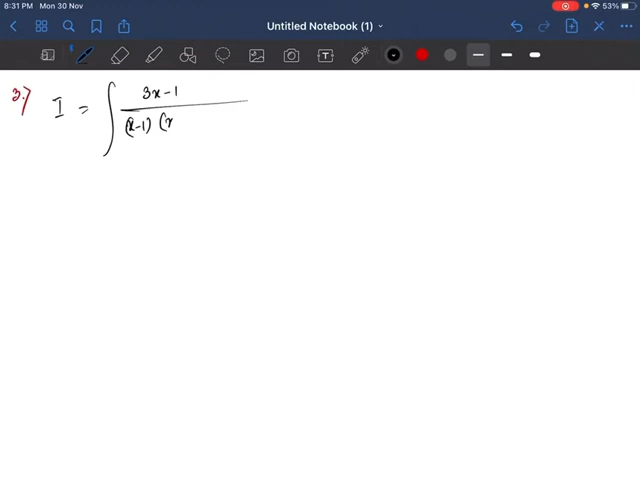 8:31 PM Mon 30 Nov
53%
Untitled Notebook (1)
3.) I = ∫ 3x-1
(x-1) (x